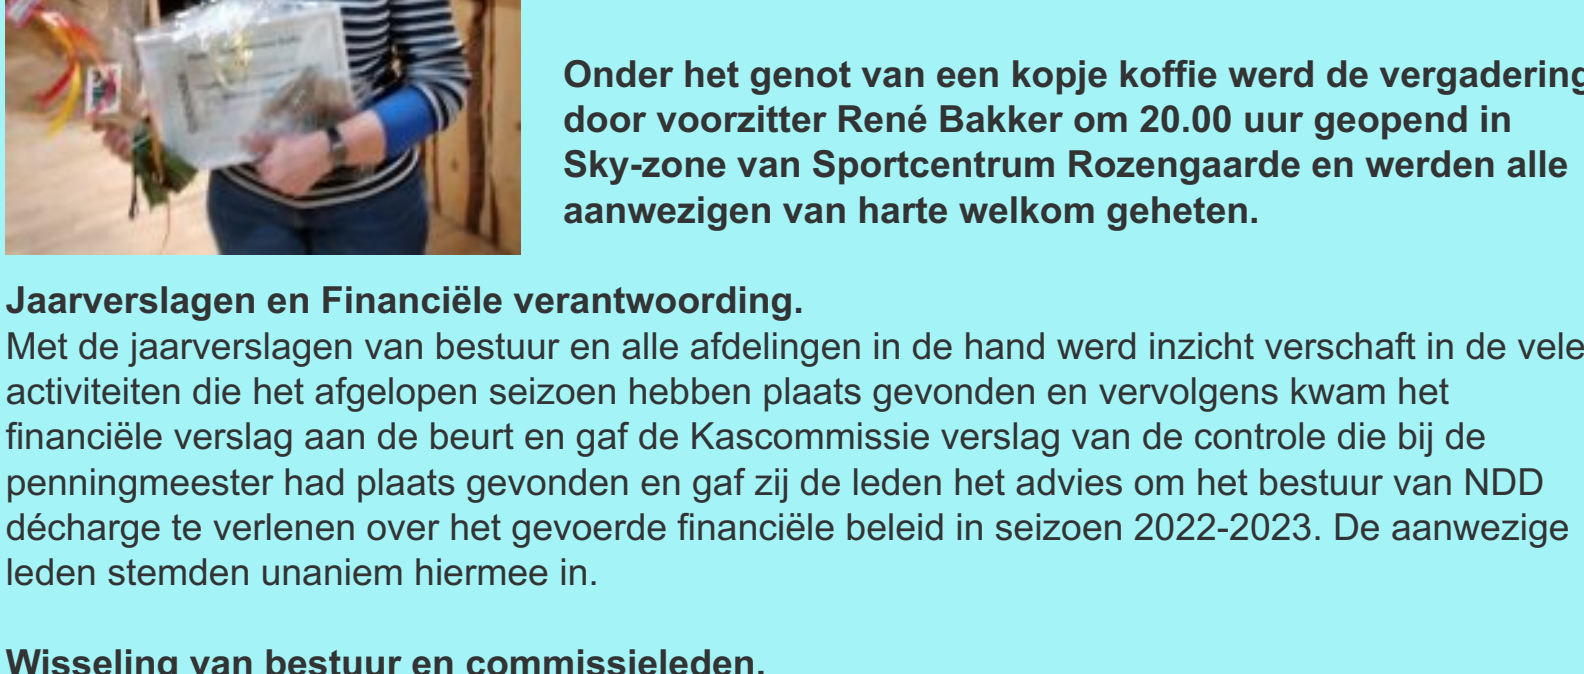 Onder het genot van een kopje koffie werd de vergadering
door voorzitter René Bakker om 20.00 uur geopend in
Sky-zone van Sportcentrum Rozengaarde en werden alle
aanwezigen van harte welkom geheten.
Jaarverslagen en Financiële verantwoording.
Met de jaarverslagen van bestuur en alle afdelingen in de hand werd inzicht verschaft in de vele
activiteiten die het afgelopen seizoen hebben plaats gevonden en vervolgens kwam het
financiële verslag aan de beurt en gaf de Kascommissie verslag van de controle die bij de
penningmeester had plaats gevonden en gaf zij de leden het advies om het bestuur van NDD
décharge te verlenen over het gevoerde financiële beleid in seizoen 2022-2023. De aanwezige
leden stemden unaniem hiermee in.
Wisseling van bestuur en commissieleden.